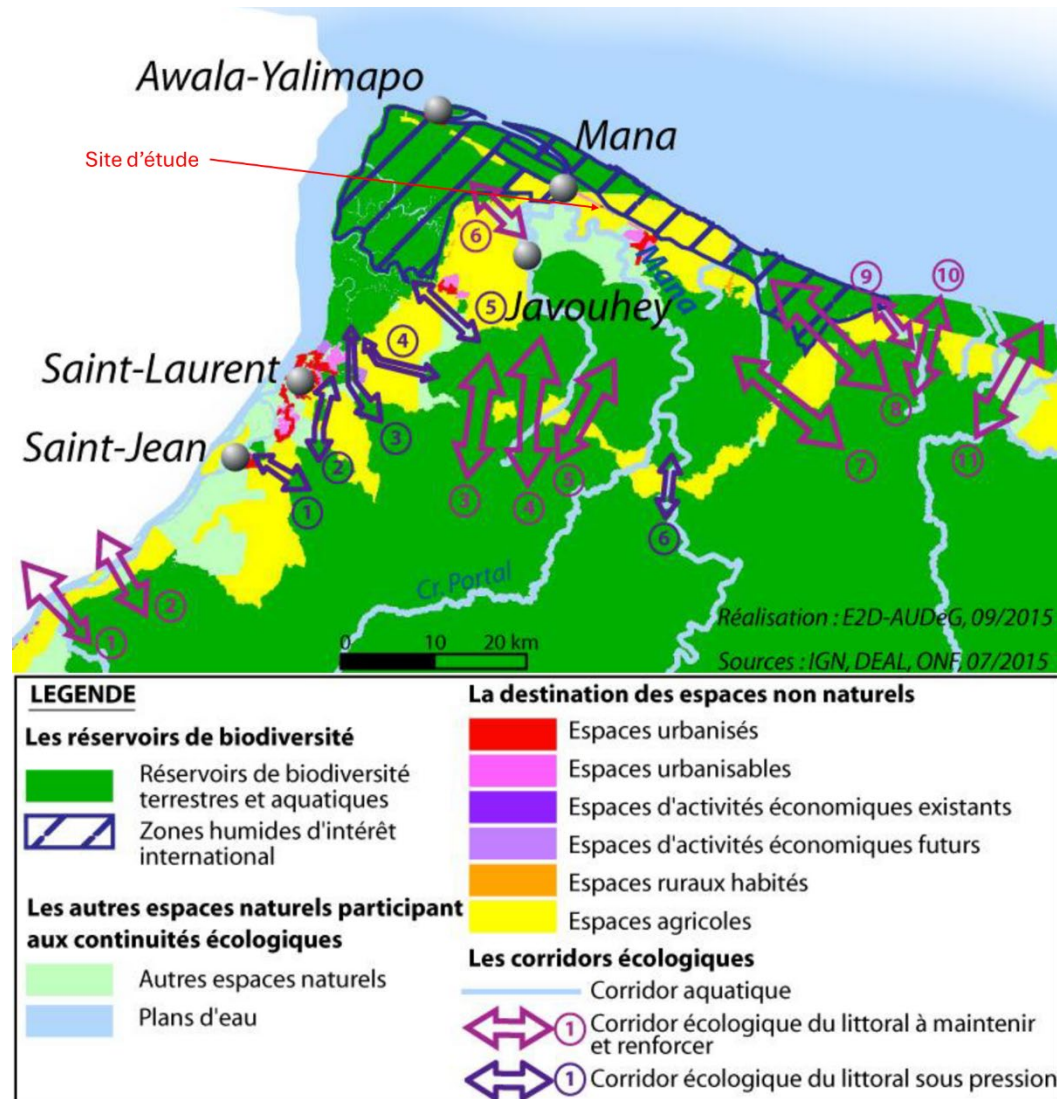 Awala-Yalimapo
Mana
Site d'étude
6
9
10
Mana
5
Javouhey
4
Saint-Laurent
8
3
Saint-Jean
2
7
11
1
3
4
5
6
2
Cr. Portal
1
Réalisation : E2D-AUDeG, 09/2015
0 10 20 km
Sources : IGN, DEAL, ONF, 07/2015
LEGENDE
Les réservoirs de biodiversité
Réservoirs de biodiversité
terrestres et aquatiques
Zones humides d'intérêt
international
Les autres espaces naturels participant
aux continuités écologiques
Autres espaces naturels
Plans d'eau
La destination des espaces non naturels
Espaces urbanisés
Espaces urbanisables
Espaces d'activités économiques existants
Espaces d'activités économiques futurs
Espaces ruraux habités
Espaces agricoles
Les corridors écologiques
Corridor aquatique
1 Corridor écologique du littoral à maintenir
et renforcer
1 Corridor écologique du littoral sous pression